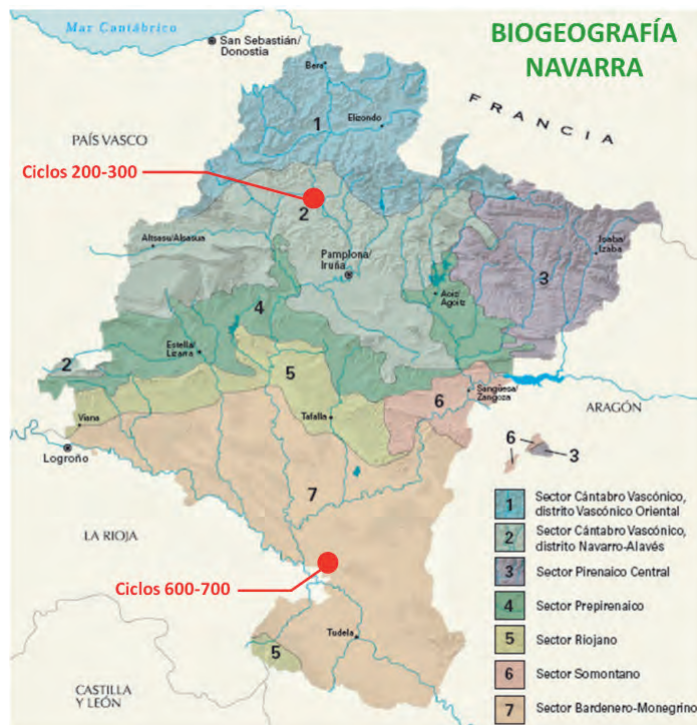 BIOGEOGRAFÍA
NAVARRA
Mar Cantábrico
San Sebastián/
Donostia
Bera
FRANCIA
Elizondo
1
PAÍS VASCO
Ciclos 200-300
2
Altsasu/Alsasua
Pamplona/
Iruña
Isaba/
Izaba
3
Aoiz/
Agoitz
4
Estella/
Lizarra
2
5
6
Sangüesa/
Zangoza
ARAGÓN
Viana
Tafalla
Logroño
6
3
7
LA RIOJA
Ciclos 600-700
Tudela
5
CASTILLA
Y LEÓN
1 Sector Cántabro Vascónico,
distrito Vascónico Oriental
2 Sector Cántabro Vascónico,
distrito Navarro-Alavés
3 Sector Pirenaico Central
4 Sector Prepirenaico
5 Sector Riojano
6 Sector Somontano
7 Sector Bardenero-Monegrino